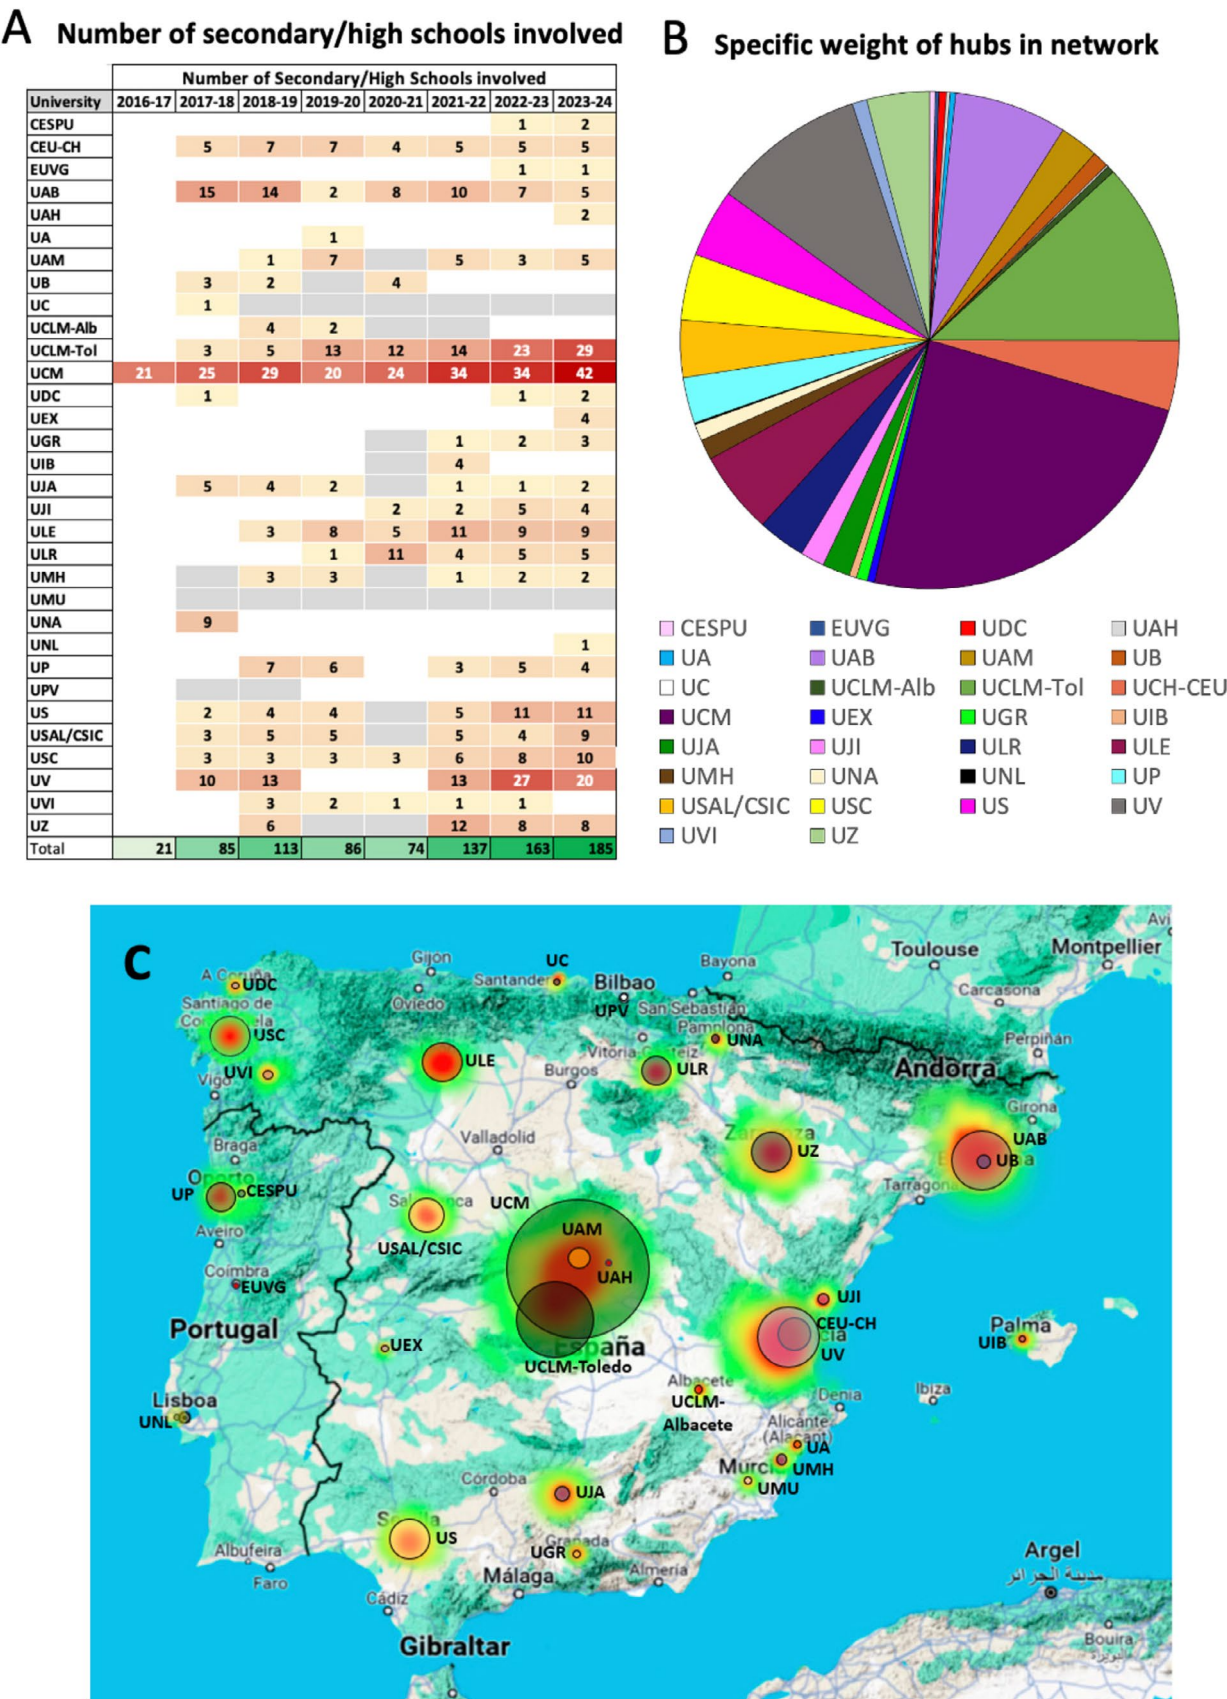 A Number of secondary/high schools involved
Number of Secondary/High Schools involved
University 2016-17 2017-18 2018-19 2019-20 2020-21 2021-22 2022-23 2023-24
CESPU 1 2
CEU-CH 5 7 7 4 5 5 5
EUVG 1 1
UAB 15 14 2 8 10 7 5
UAH 2
UA 1
UAM 1 7 5 3 5
UB 3 2 4
UC 1
UCLM-Alb 4 2
UCLM-Tol 3 5 13 12 14 23 29
UCM 21 25 29 20 24 34 34 42
UDC 1 1 2
UEX 4
UGR 1 2 3
UIB 4
UJA 5 4 2 1 1 2
UJI 2 2 5 4
ULE 3 8 5 11 9 9
ULR 1 11 4 5 5
UMH 3 3 1 2 2
UMU
UNA 9
UNL 1
UP 7 6 3 5 4
UPV
US 2 4 4 5 11 11
USAL/CSIC 3 5 5 5 4 9
USC 3 3 3 3 6 8 10
UV 10 13 13 27 20
UVI 3 2 1 1 1
UZ 6 12 8 8
Total 21 85 113 86 74 137 163 185
B Specific weight of hubs in network
CESPU EUVG UDC UAH
UA UAB UAM UB
UC UCLM-Alb UCLM-Tol UCH-CEU
UCM UEX UGR UIB
UJA UJI ULR ULE
UMH UNA UNL UP
USAL/CSIC USC US UV
UVI UZ
C
Avi
Toulouse
Montpellier
Gijón
UC
Bayona
A Coruña
UDC
Santander
Bilbao
Carcasona
Santiago de
Oviedo
UPV
San Sebastián
USC
Pamplona
UNA
Perpiñán
ULE
Vitoria
UVI
Vigo
Burgos
ULR
Andorra
Girona
Braga
Valladolid
UAB
UZ
UB
Oporto
UP
CESPU
Tarragona
UCM
Aveiro
UAM
USAL/CSIC
Coimbra
EUVG
UAH
UJI
Portugal
CEU-CH
Palma
UIB
UEX
España
UV
UCLM-Toledo
Albacete
Ibiza
Lisboa
UCLM-
Albacete
Denia
UNL
Alicante
(Alacant)
UA
Murc
UMH
Córdoba
UMU
UJA
Sevilla
US
Granada
UGR
Albufeira
Faro
Málaga
Almería
Argel
مدينة الجزائر
Cádiz
Gibraltar
Bouira
البويرة